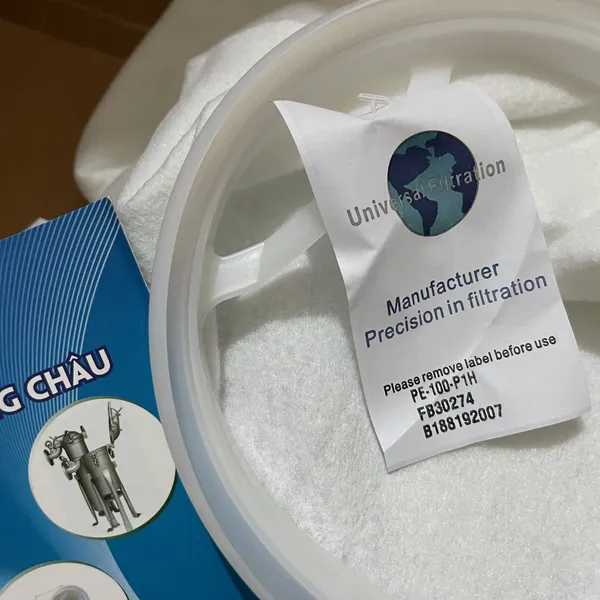 G CHÂU
Universal Filtration
Manufacturer
Precision in filtration
Please remove label before use
PE-100-P1H
FB30274
B188192007